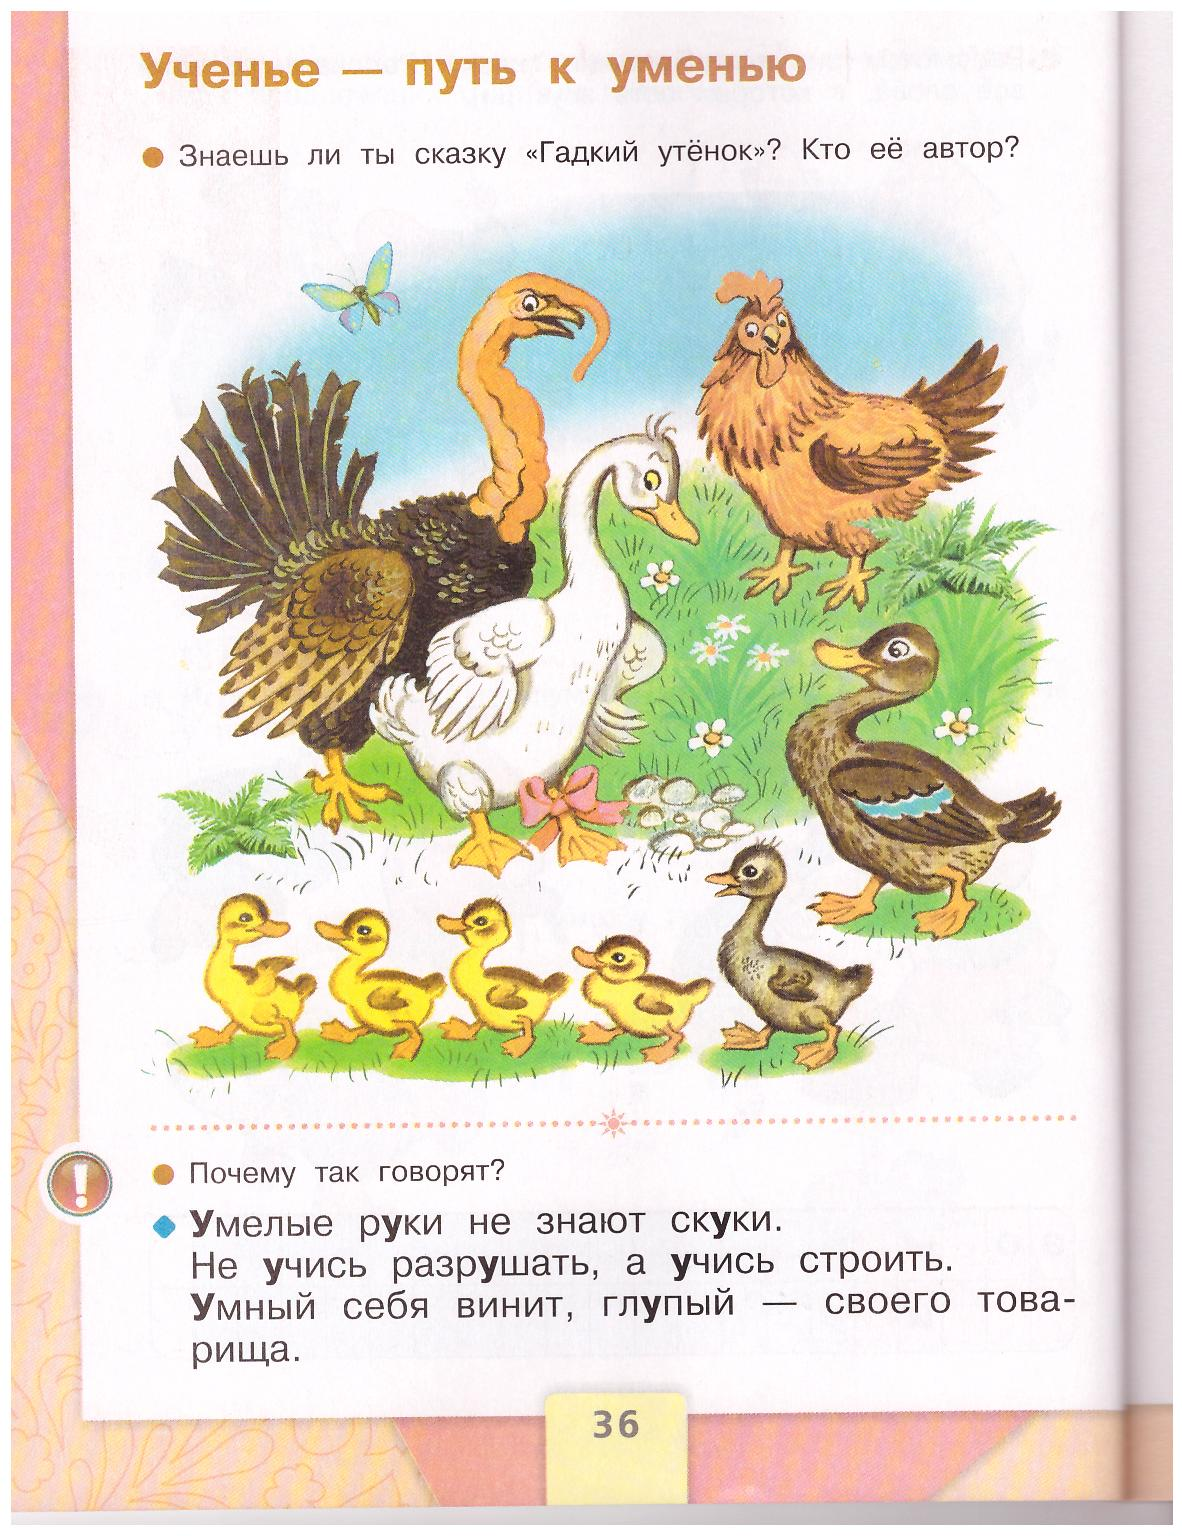 Ученье — путь к уменью
Знаешь ли ты сказку «Гадкий утёнок»? Кто её автор?
Почему так говорят?
Умелые руки не знают скуки.
Не учись разрушать, а учись строить.
Умный себя винит, глупый — своего това-
рища.
36